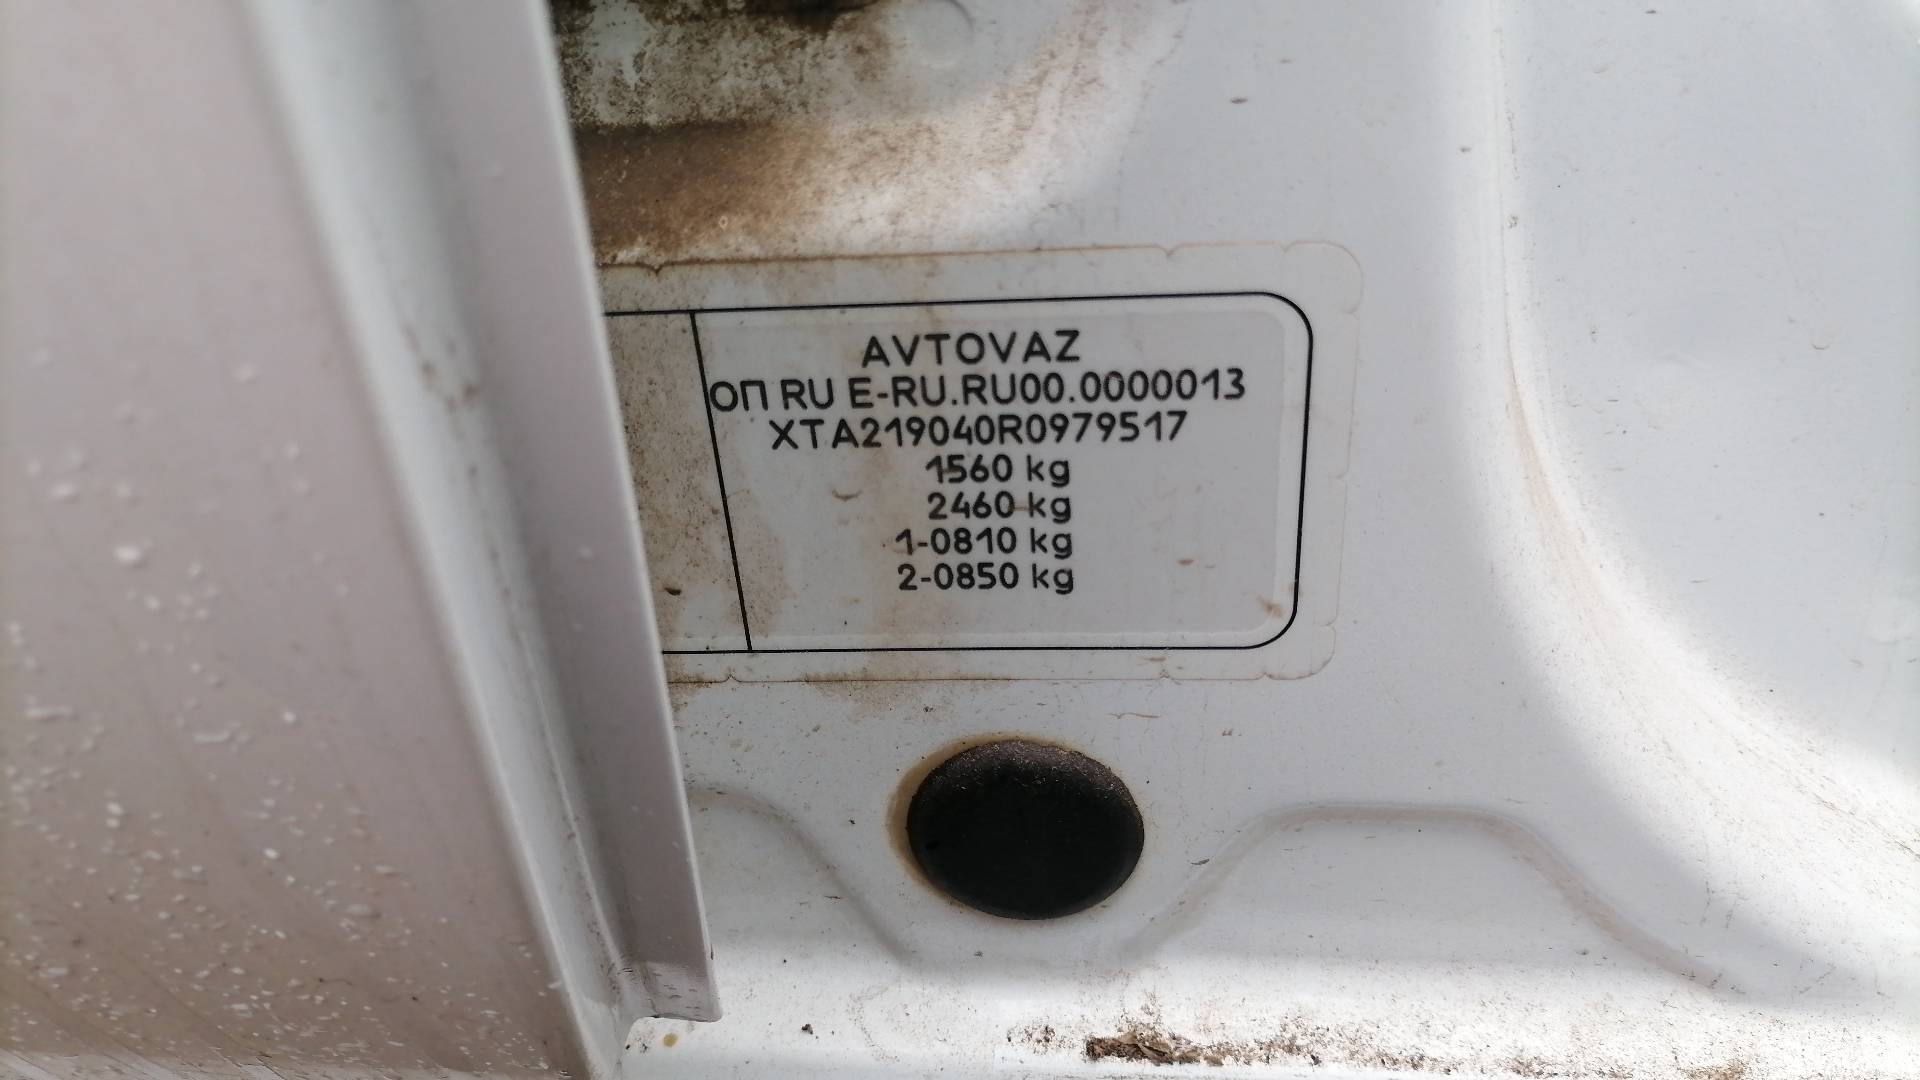 AVTOVAZ
ОП RU E-RU.RU00.0000013
XTA219040R0979517
1560 kg
2460 kg
1-0810 kg
2-0850 kg